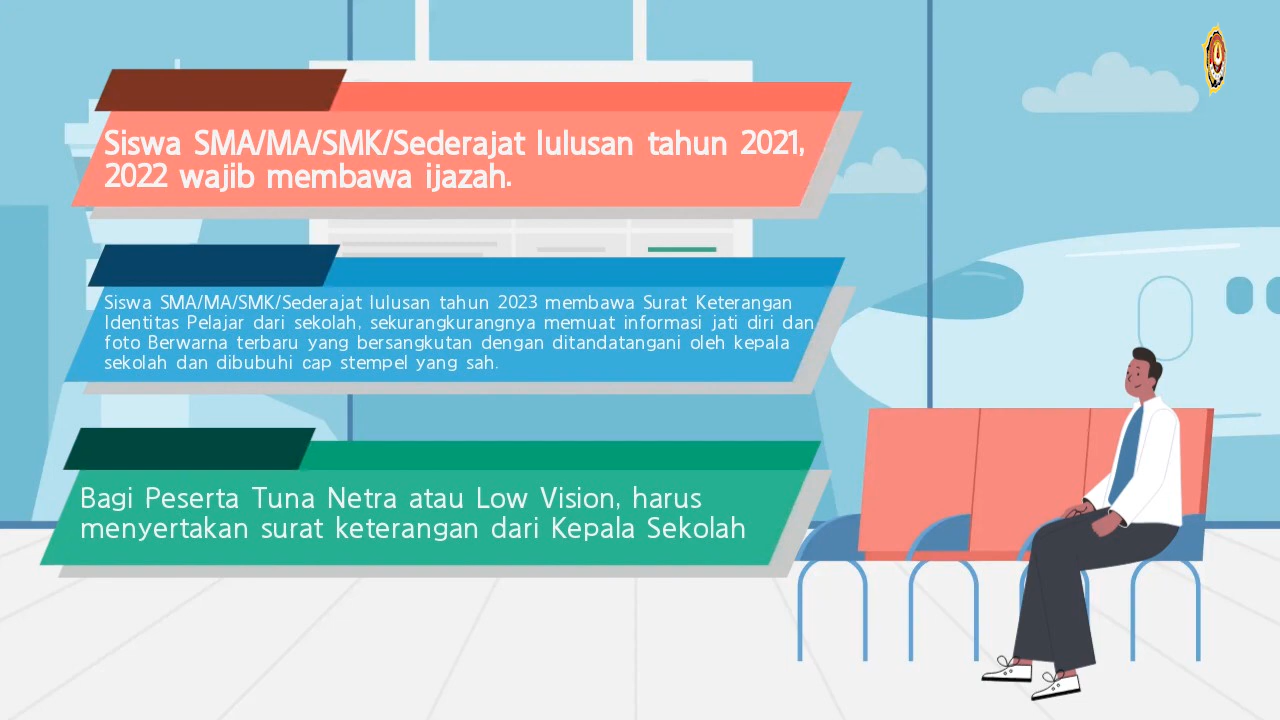 Siswa SMA/MA/SMK/Sederajat lulusan tahun 2021,
2022 wajib membawa ijazah.
Siswa SMA/MA/SMK/Sederajat lulusan tahun 2023 membawa Surat Keterangan
Identitas Pelajar dari sekolah, sekurangkurangnya memuat informasi jati diri dan
foto Berwarna terbaru yang bersangkutan dengan ditandatangani oleh kepala
sekolah dan dibubuhi cap stempel yang sah.
Bagi Peserta Tuna Netra atau Low Vision, harus
menyertakan surat keterangan dari Kepala Sekolah